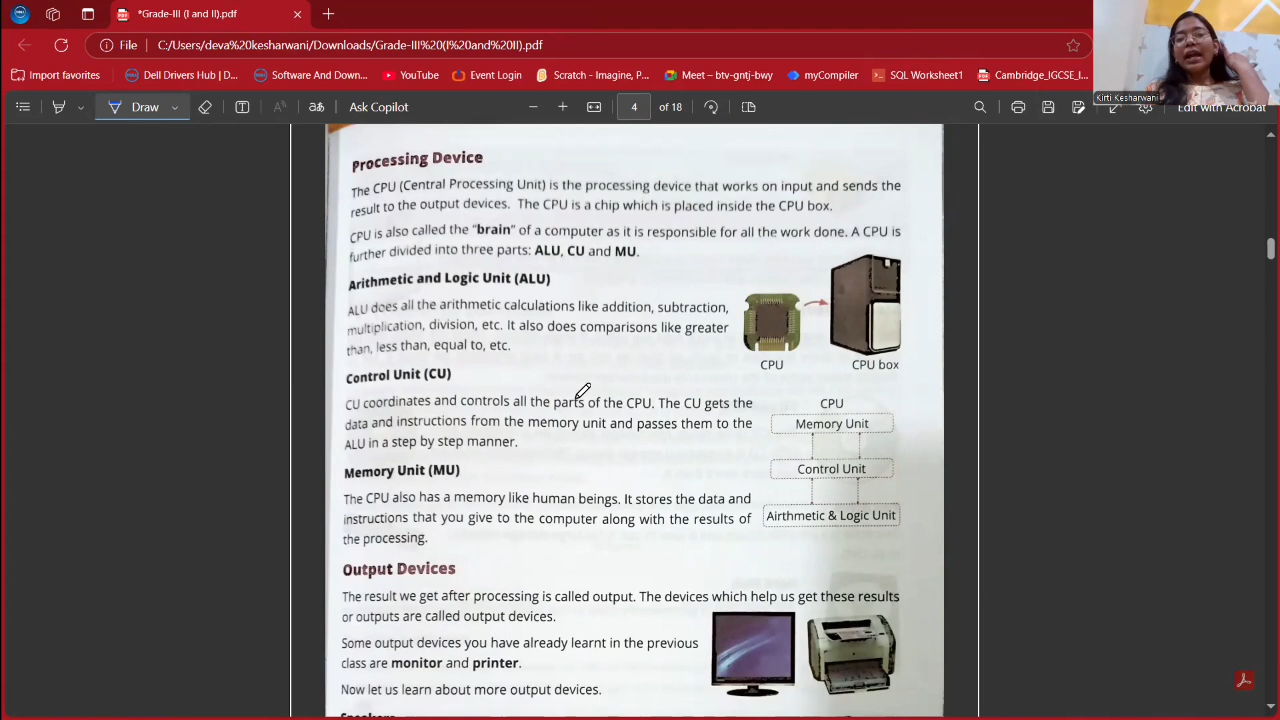 *Grade-III (I and II).pdf
File C:/Users/deva%20kesharwani/Downloads/Grade-III%20(I%20and%20II).pdf
Import favorites Dell Drivers Hub | D... Software And Down... YouTube Event Login Scratch - Imagine, P... Meet – btv-gntj-bwy myCompiler SQL Worksheet1 Cambridge_IGCSE_I...
Kirti Kesharwani
Draw Ask Copilot 4 of 18 Edit with Acrobat
Processing Device
The CPU (Central Processing Unit) is the processing device that works on input and sends the
result to the output devices. The CPU is a chip which is placed inside the CPU box.
CPU is also called the "brain" of a computer as it is responsible for all the work done. A CPU is
further divided into three parts: ALU, CU and MU.
Arithmetic and Logic Unit (ALU)
ALU does all the arithmetic calculations like addition, subtraction,
multiplication, division, etc. It also does comparisons like greater
than, less than, equal to, etc.
CPU CPU box
Control Unit (CU)
CU coordinates and controls all the parts of the CPU. The CU gets the
data and instructions from the memory unit and passes them to the
ALU in a step by step manner.
CPU
Memory Unit
Control Unit
Airthmetic & Logic Unit
Memory Unit (MU)
The CPU also has a memory like human beings. It stores the data and
instructions that you give to the computer along with the results of
the processing.
Output Devices
The result we get after processing is called output. The devices which help us get these results
or outputs are called output devices.
Some output devices you have already learnt in the previous
class are monitor and printer.
Now let us learn about more output devices.
Speakers